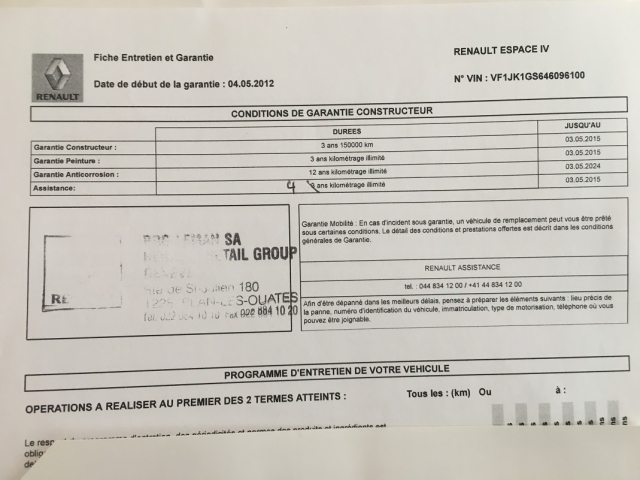 Fiche Entretien et Garantie
RENAULT ESPACE IV
RENAULT
Date de début de la garantie : 04.05.2012
N° VIN : VF1JK1GS646096100
CONDITIONS DE GARANTIE CONSTRUCTEUR
DUREES JUSQU'AU
Garantie Constructeur : 3 ans 150000 km 03.05.2015
Garantie Peinture : 3 ans kilométrage illimité 03.05.2015
Garantie Anticorrosion : 12 ans kilométrage illimité 03.05.2024
Assistance: 4 ans kilométrage illimité 03.05.2015
SA
TAIL GROUP
180
S-OUATES
10 20
RE
Garantie Mobilité : En cas d'incident sous garantie, un véhicule de remplacement peut vous être prêté
sous certaines conditions. Le détail des conditions et prestations offertes est décrit dans les conditions
générales de Garantie.
RENAULT ASSISTANCE
tel. : 044 834 12 00 / +41 44 834 12 00
Afin d'être dépanné dans les meilleurs délais, pensez à préparer les éléments suivants : lieu précis de
la panne, numéro d'identification du véhicule, immatriculation, type de motorisation, téléphone où vous
pouvez être joignable.
PROGRAMME D'ENTRETIEN DE VOTRE VEHICULE
OPERATIONS A REALISER AU PREMIER DES 2 TERMES ATTEINTS : Tous les : (km) Ou à :
Le